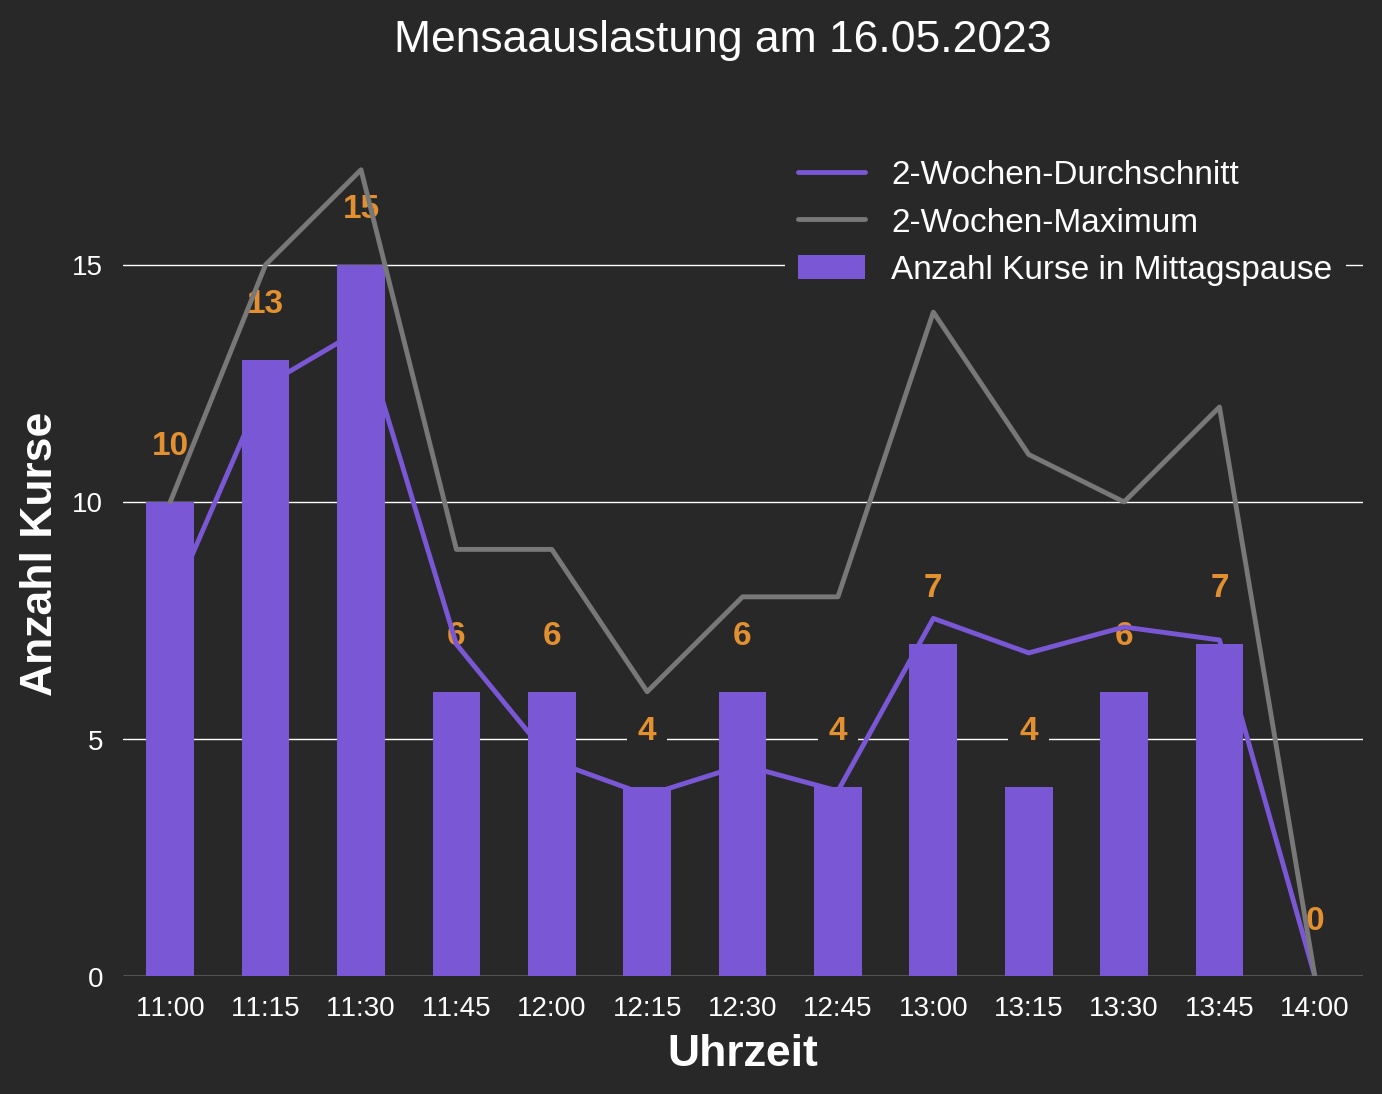 Mensaauslastung am 16.05.2023
2-Wochen-Durchschnitt
2-Wochen-Maximum
Anzahl Kurse in Mittagspause
Anzahl Kurse
15
10
5
0
10
13
15
6
6
4
6
4
7
4
6
7
0
11:00 11:15 11:30 11:45 12:00 12:15 12:30 12:45 13:00 13:15 13:30 13:45 14:00
Uhrzeit